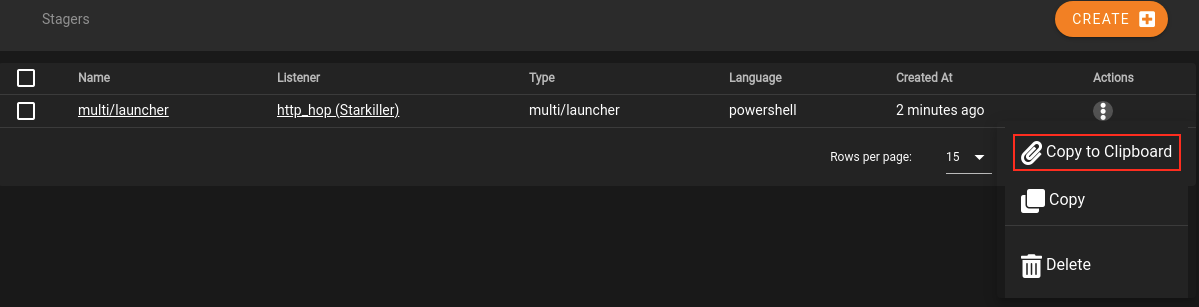 Stagers
CREATE
Name Listener Type Language Created At Actions
multi/launcher http_hop (Starkiller) multi/launcher powershell 2 minutes ago
Rows per page: 15
Copy to Clipboard
Copy
Delete